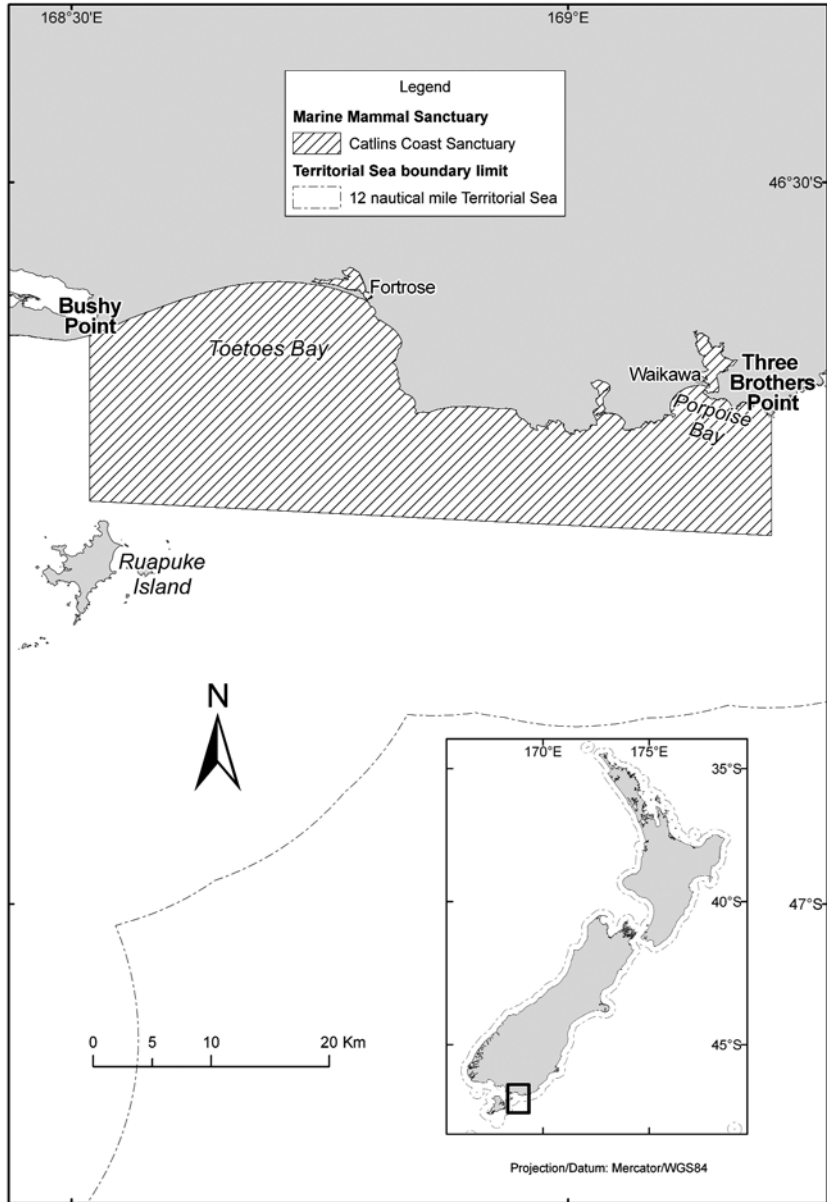 168°30'E
169°E
Legend
Marine Mammal Sanctuary
Catlins Coast Sanctuary
Territorial Sea boundary limit
12 nautical mile Territorial Sea
46°30'S
Fortrose
Bushy
Point
Toetoes Bay
Waikawa
Three
Brothers
Point
Porpoise
Bay
Ruapuke
Island
N
170°E
175°E
35°S
40°S
47°S
45°S
0
5
10
20 Km
Projection/Datum: Mercator/WGS84